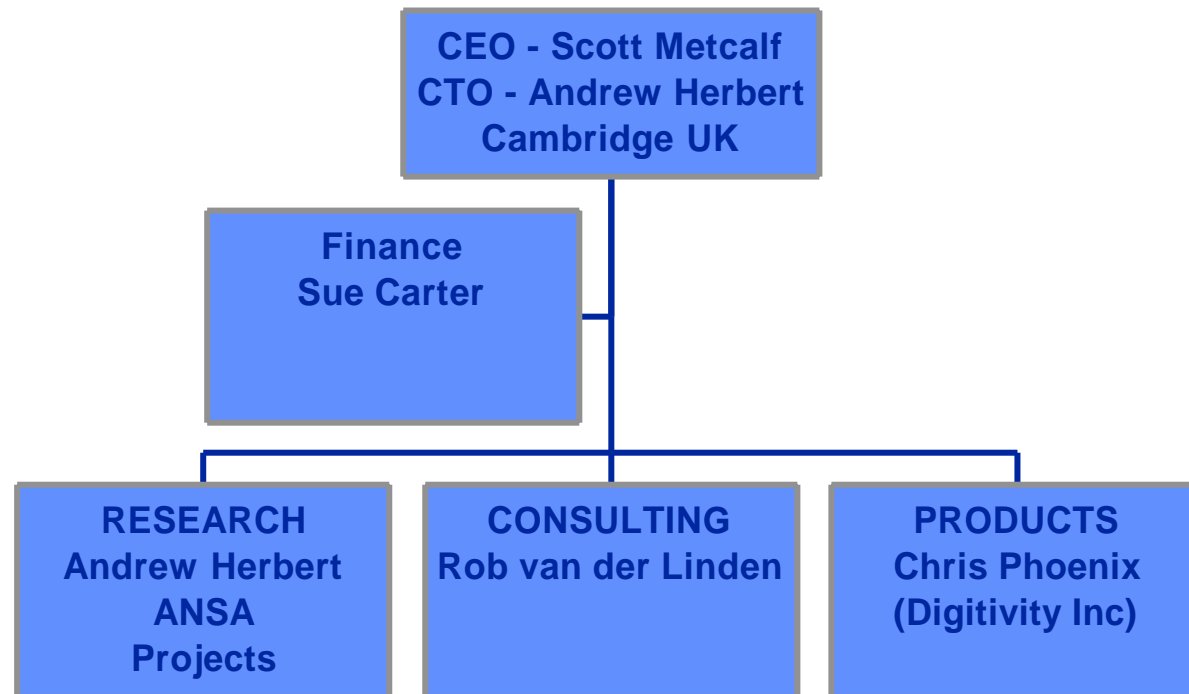 CEO - Scott Metcalf
CTO - Andrew Herbert
Cambridge UK
Finance
Sue Carter
RESEARCH
Andrew Herbert
ANSA
Projects
CONSULTING
Rob van der Linden
PRODUCTS
Chris Phoenix
(Digitivity Inc)